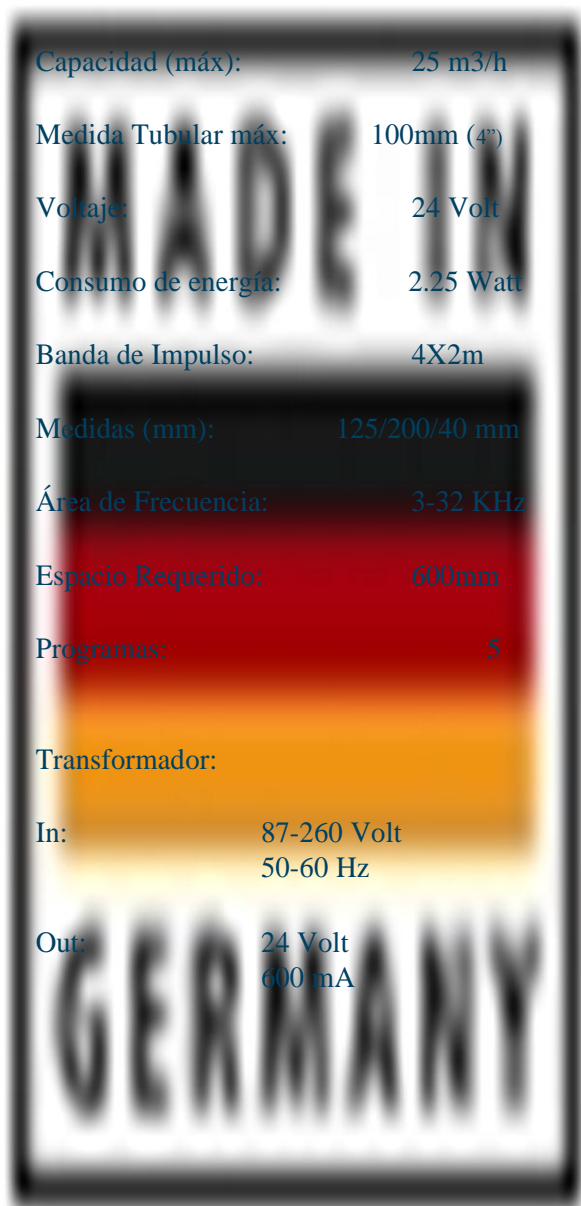 Capacidad (máx): 25 m3/h
MADE IN
Medida Tubular máx: 100mm (4”)
Voltaje: 24 Volt
Consumo de energía: 2.25 Watt
Banda de Impulso: 4X2m
Medidas (mm): 125/200/40 mm
Área de Frecuencia: 3-32 KHz
Espacio Requerido: 600mm
Programas: 5
Transformador:
In: 87-260 Volt
50-60 Hz
Out: 24 Volt
600 mA
GERMANY